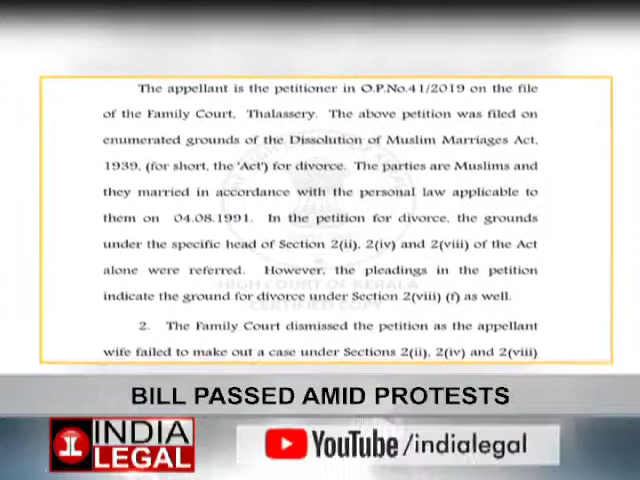 The appellant is the petitioner in O.P.No.41/2019 on the file
of the Family Court, Thalassery. The above petition was filed on
enumerated grounds of the Dissolution of Muslim Marriages Act,
1939, (for short, the 'Act') for divorce. The parties are Muslims and
they married in accordance with the personal law applicable to
them on 04.08.1991. In the petition for divorce, the grounds
under the specific head of Section 2(ii), 2(iv) and 2(viii) of the Act
alone were referred. However, the pleadings in the petition
HIGH COURT OF KERALA
indicate the ground for divorce under Section 2(viii) (f) as well.
CERTIFIED COPY
2. The Family Court dismissed the petition as the appellant
wife failed to make out a case under Sections 2(ii), 2(iv) and 2(viii)
BILL PASSED AMID PROTESTS
INDIA
LEGAL
YouTube/indialegal